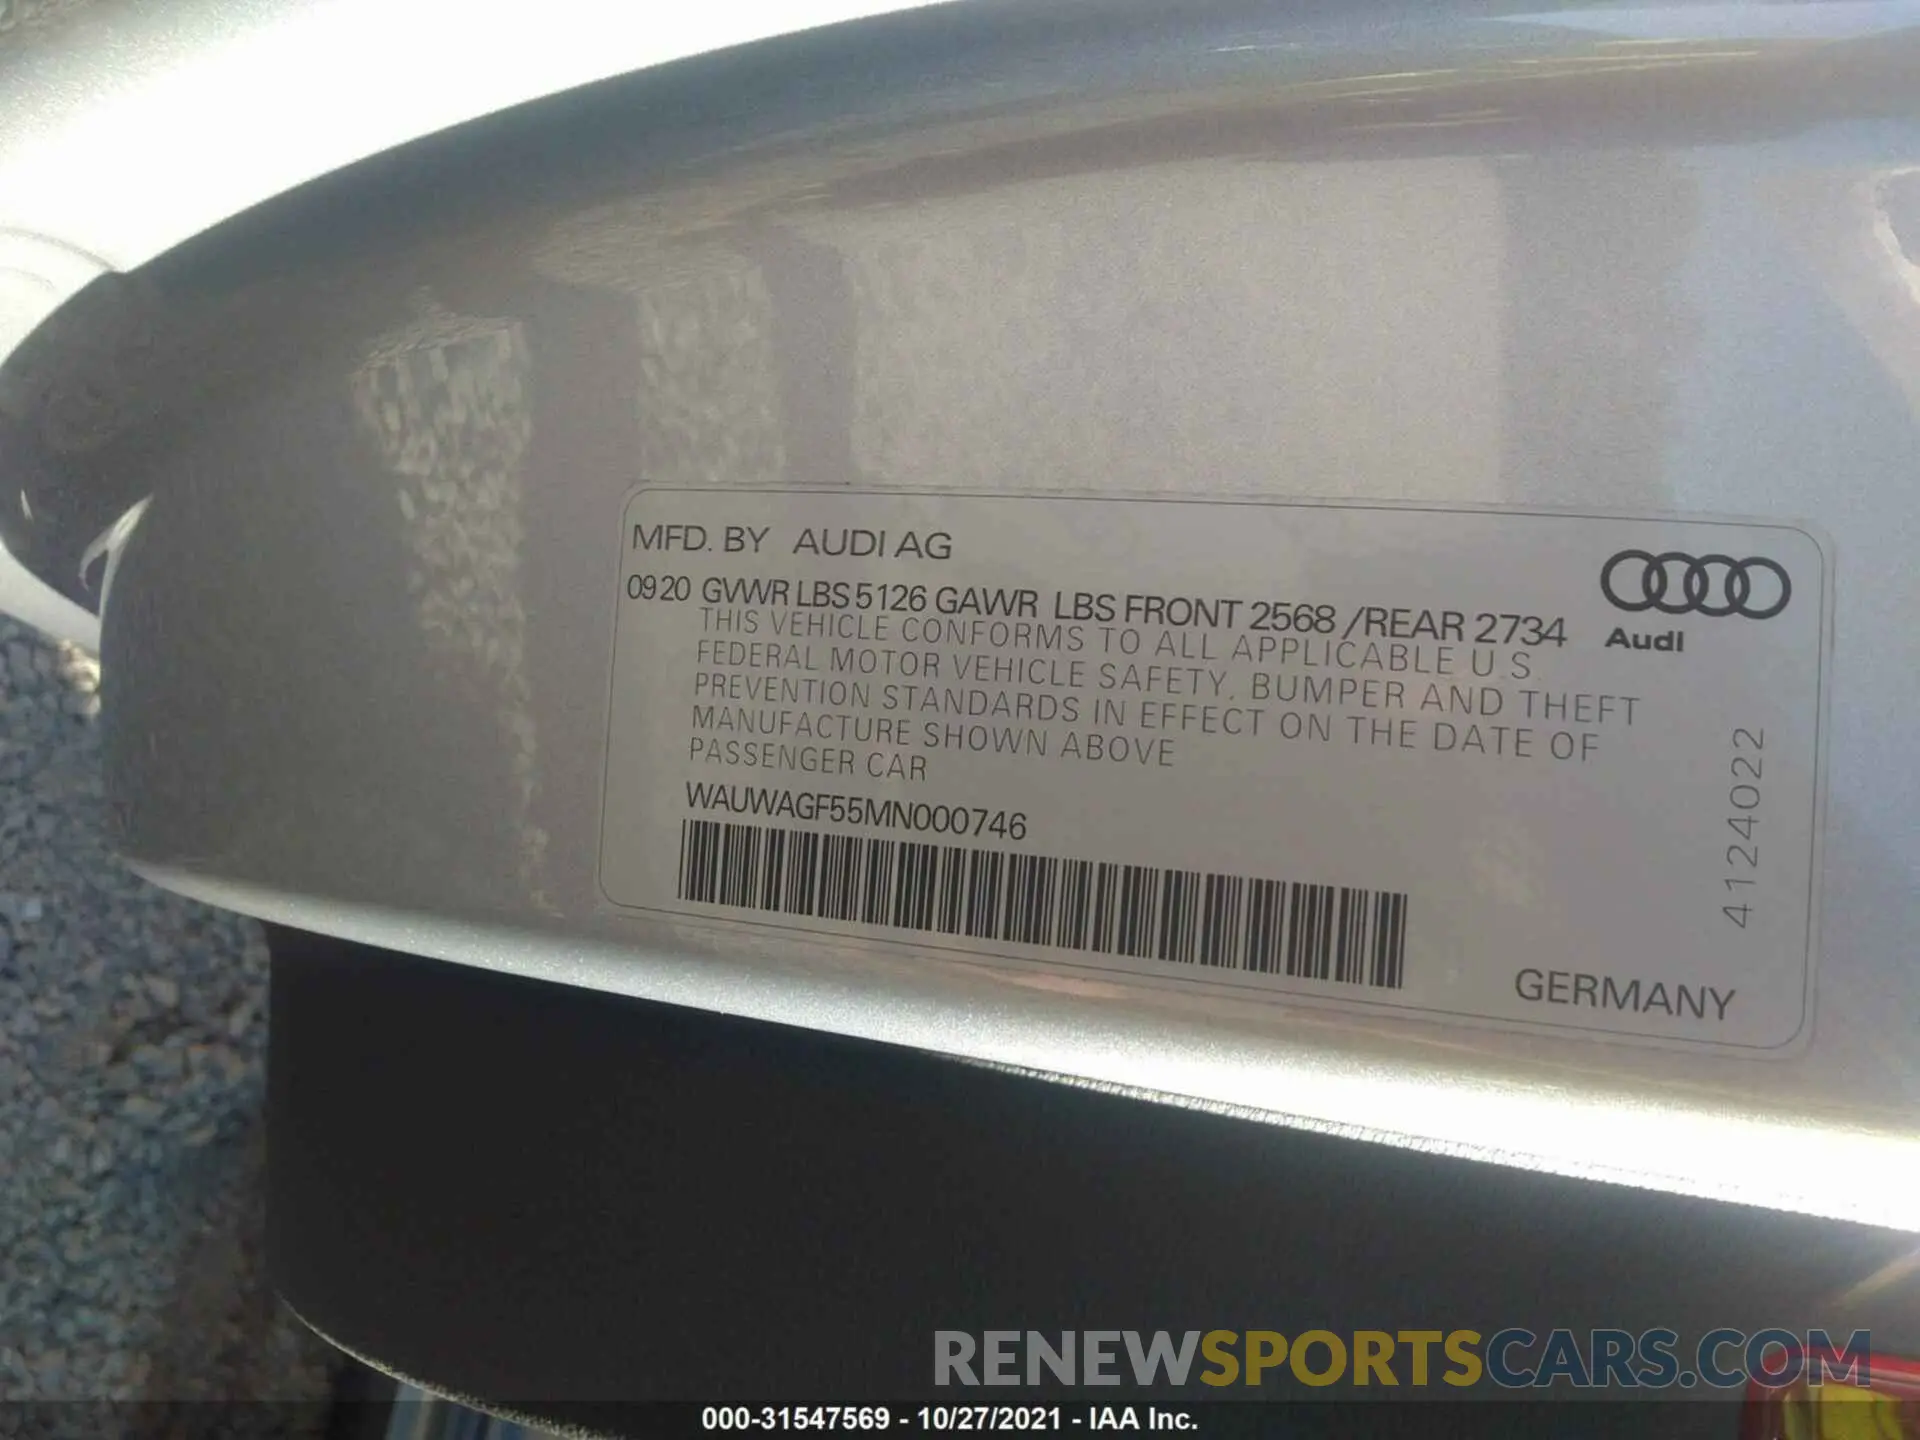 MFD. BY AUDI AG
0920 GVWR LBS 5126 GAWR LBS FRONT 2568 /REAR 2734
THIS VEHICLE CONFORMS TO ALL APPLICABLE U.S.
FEDERAL MOTOR VEHICLE SAFETY, BUMPER AND THEFT
PREVENTION STANDARDS IN EFFECT ON THE DATE OF
MANUFACTURE SHOWN ABOVE
PASSENGER CAR
WAUWAGF55MN000746
Audi
41124022
GERMANY
RENEWSPORTSCARS.COM
000-31547569 - 10/27/2021 - IAA Inc.